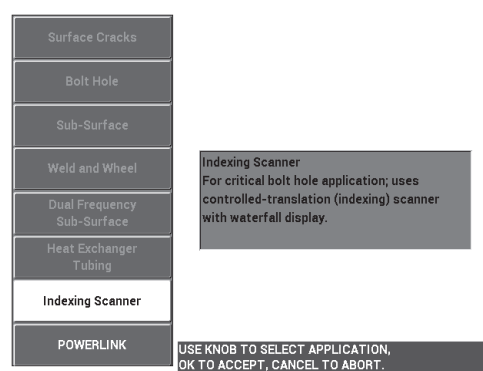 Surface Cracks
Bolt Hole
Sub-Surface
Weld and Wheel
Dual Frequency
Sub-Surface
Heat Exchanger
Tubing
Indexing Scanner
POWERLINK
Indexing Scanner
For critical bolt hole application; uses
controlled-translation (indexing) scanner
with waterfall display.
USE KNOB TO SELECT APPLICATION,
OK TO ACCEPT, CANCEL TO ABORT.